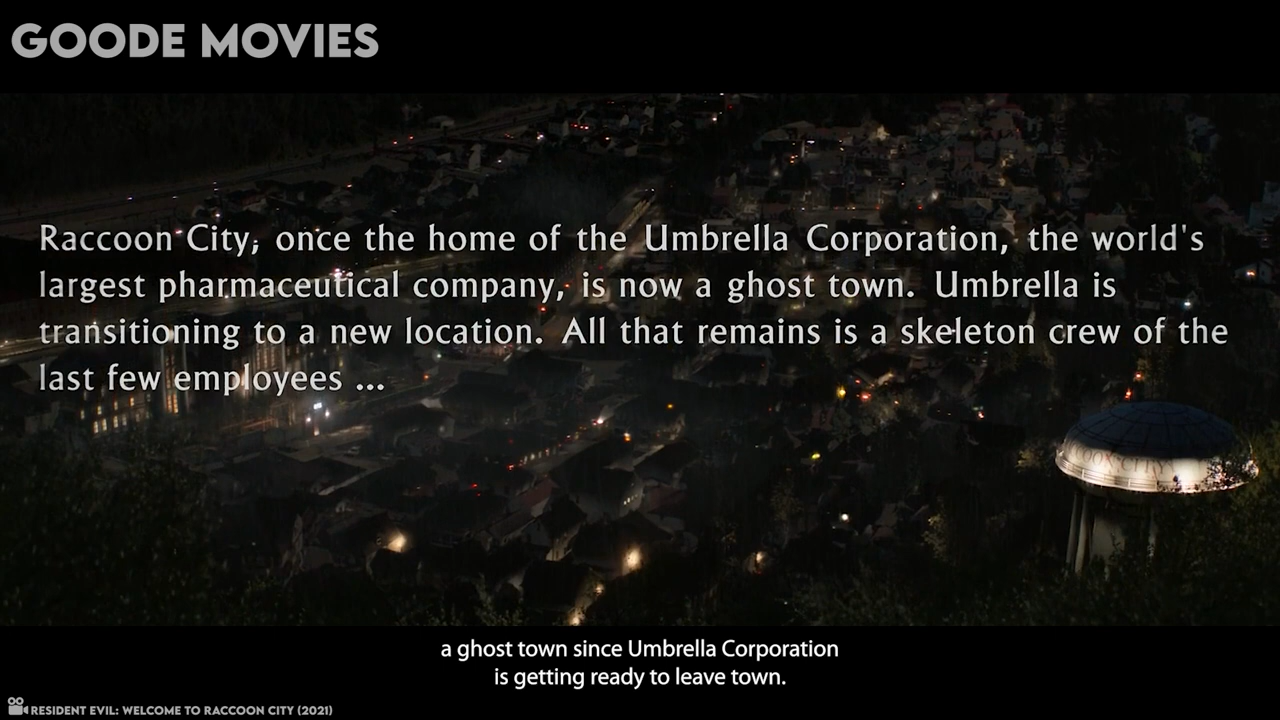 GOODE MOVIES
Raccoon City, once the home of the Umbrella Corporation, the world's
largest pharmaceutical company, is now a ghost town. Umbrella is
transitioning to a new location. All that remains is a skeleton crew of the
last few employees ...
COON CITY
a ghost town since Umbrella Corporation
is getting ready to leave town.
RESIDENT EVIL: WELCOME TO RACCOON CITY (2021)